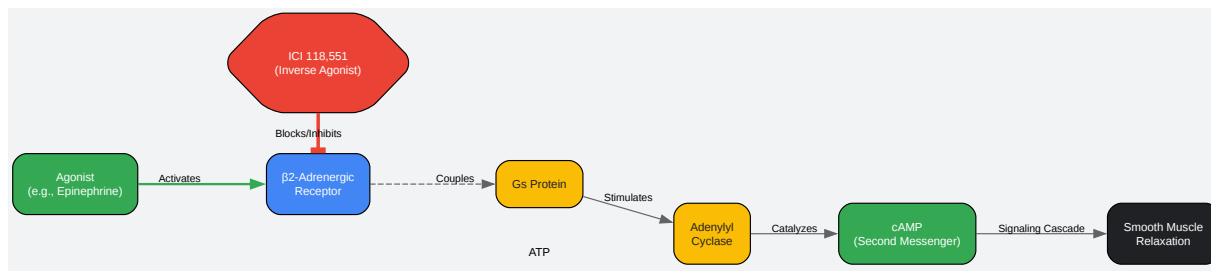 ICI 118,551
(Inverse Agonist)
Blocks/Inhibits
Agonist
(e.g., Epinephrine)
Activates
β2-Adrenergic
Receptor
Couples
Gs Protein
Stimulates
Adenylyl
Cyclase
Catalyzes
cAMP
(Second Messenger)
Signaling Cascade
Smooth Muscle
Relaxation
ATP